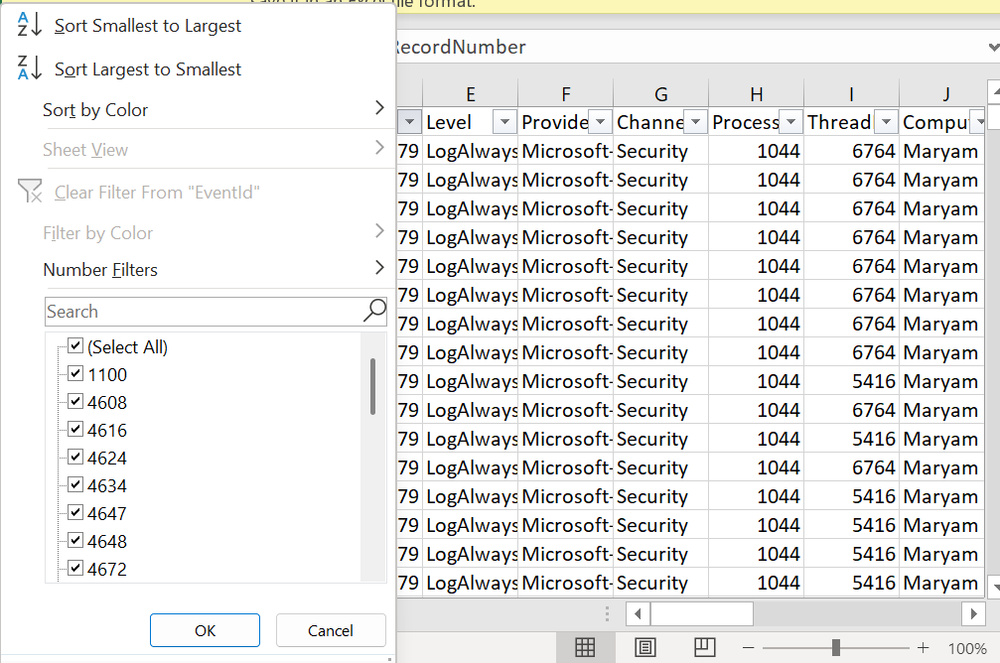 Sort Smallest to Largest
Sort Largest to Smallest
Sort by Color
Sheet View
Clear Filter From "EventId"
Filter by Color
Number Filters
Search
(Select All)
1100
4608
4616
4624
4634
4647
4648
4672
OK Cancel
format.
RecordNumber
E F G H I J
Level Provide Channe Process Thread Compu
79 LogAlways Microsoft- Security 1044 6764 Maryam
79 LogAlways Microsoft- Security 1044 6764 Maryam
79 LogAlways Microsoft- Security 1044 6764 Maryam
79 LogAlways Microsoft- Security 1044 6764 Maryam
79 LogAlways Microsoft- Security 1044 6764 Maryam
79 LogAlways Microsoft- Security 1044 6764 Maryam
79 LogAlways Microsoft- Security 1044 6764 Maryam
79 LogAlways Microsoft- Security 1044 6764 Maryam
79 LogAlways Microsoft- Security 1044 5416 Maryam
79 LogAlways Microsoft- Security 1044 6764 Maryam
79 LogAlways Microsoft- Security 1044 5416 Maryam
79 LogAlways Microsoft- Security 1044 6764 Maryam
79 LogAlways Microsoft- Security 1044 5416 Maryam
79 LogAlways Microsoft- Security 1044 5416 Maryam
79 LogAlways Microsoft- Security 1044 5416 Maryam
79 LogAlways Microsoft- Security 1044 5416 Maryam
100%